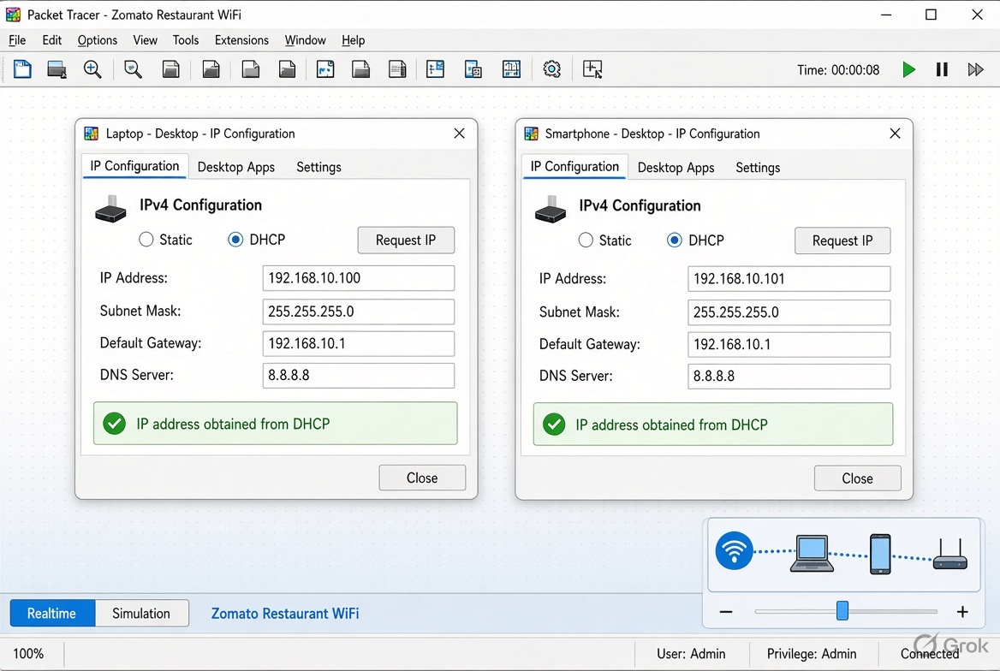 Packet Tracer - Zomato Restaurant WiFi
File Edit Options View Tools Extensions Window Help
Time: 00:00:08
Laptop - Desktop - IP Configuration
IP Configuration Desktop Apps Settings
IPv4 Configuration
Static DHCP Request IP
IP Address: 192.168.10.100
Subnet Mask: 255.255.255.0
Default Gateway: 192.168.10.1
DNS Server: 8.8.8.8
IP address obtained from DHCP
Close
Smartphone - Desktop - IP Configuration
IP Configuration Desktop Apps Settings
IPv4 Configuration
Static DHCP Request IP
IP Address: 192.168.10.101
Subnet Mask: 255.255.255.0
Default Gateway: 192.168.10.1
DNS Server: 8.8.8.8
IP address obtained from DHCP
Close
Realtime Simulation Zomato Restaurant WiFi
100% User: Admin Privilege: Admin Connected
Grok